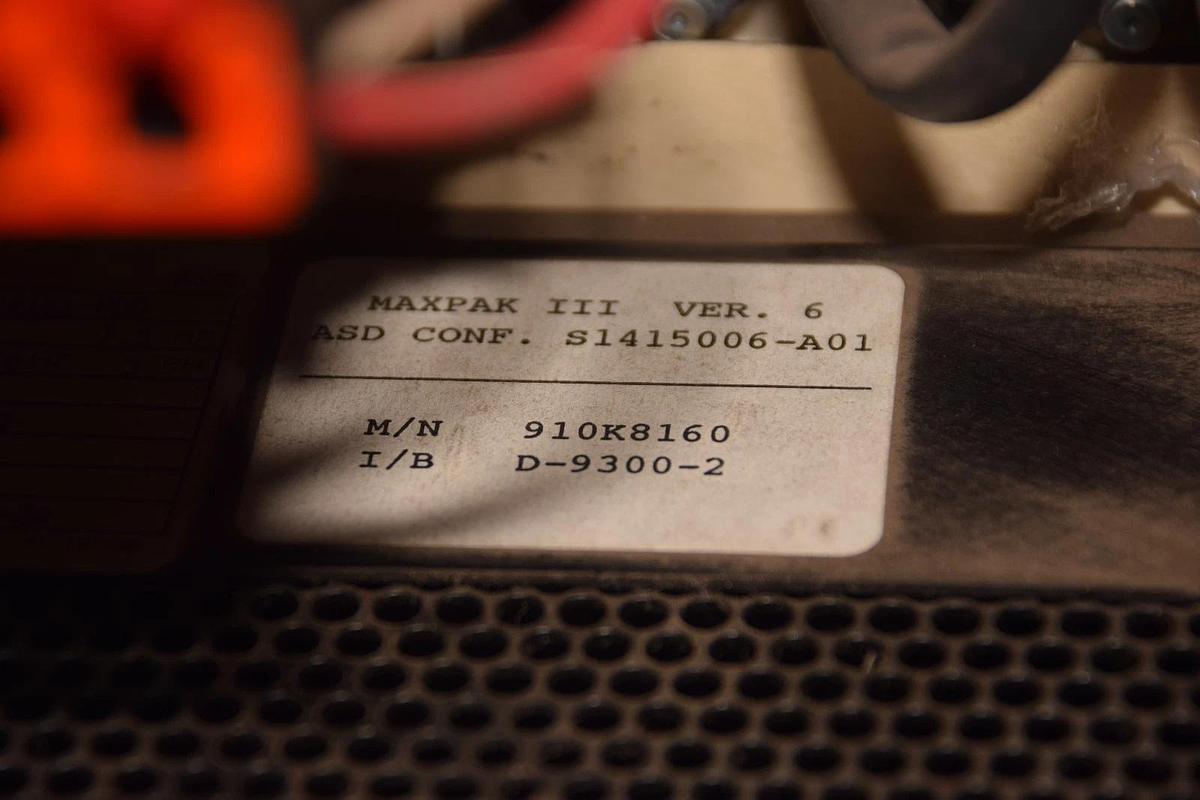 MAXPAK III VER. 6
ASD CONF. S1415006-A01
M/N 910K8160
I/B D-9300-2